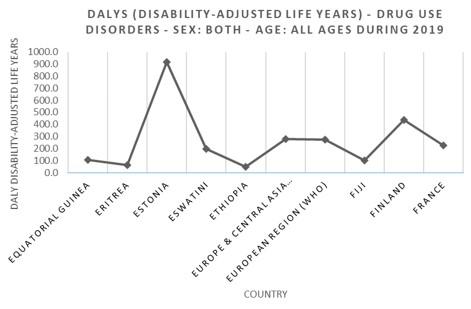 DALYS (DISABILITY-ADJUSTED LIFE YEARS) - DRUG USE
DISORDERS - SEX: BOTH - AGE: ALL AGES DURING 2019
DALY DISABILITY-ADJUSTED LIFE YEARS
1000.0
900.0
800.0
700.0
600.0
500.0
400.0
300.0
200.0
100.0
0.0
EQUATORIAL GUINEA
ERITREA
ESTONIA
ESWATINI
ETHIOPIA
EUROPE & CENTRAL ASIA...
EUROPEAN REGION (WHO)
FIJI
FINLAND
FRANCE
COUNTRY